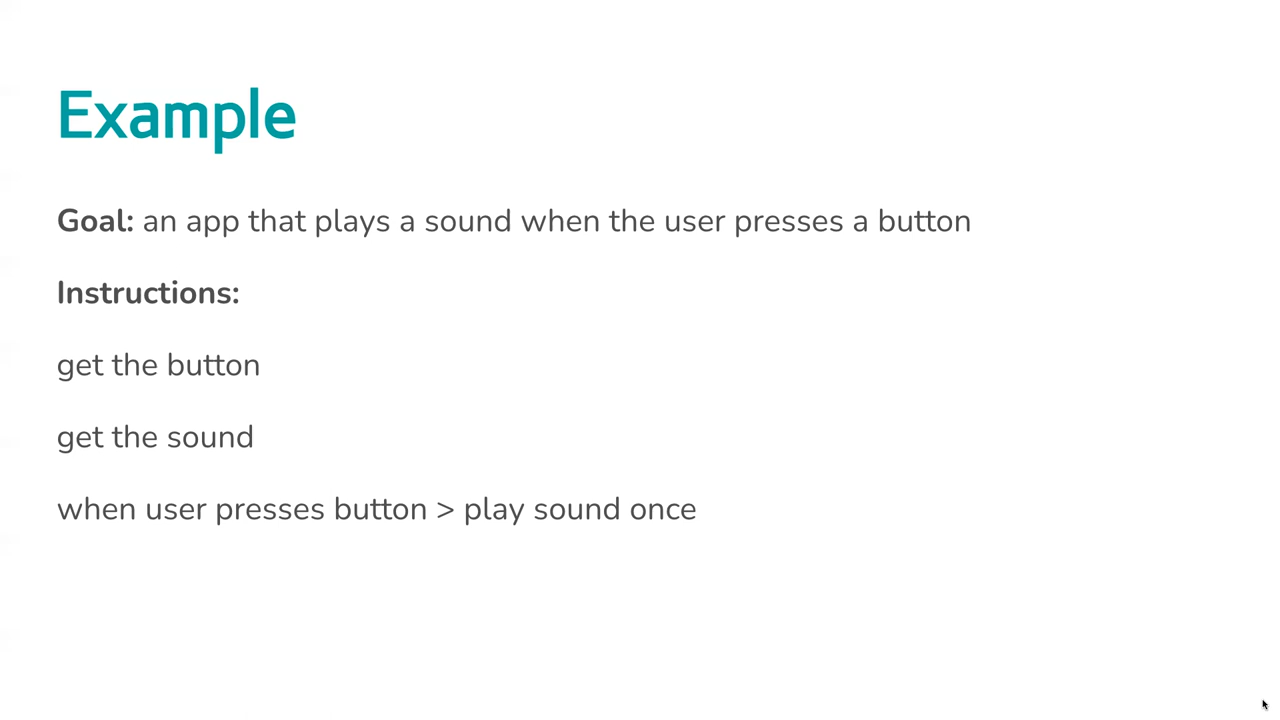 Example
Goal: an app that plays a sound when the user presses a button
Instructions:
get the button
get the sound
when user presses button > play sound once